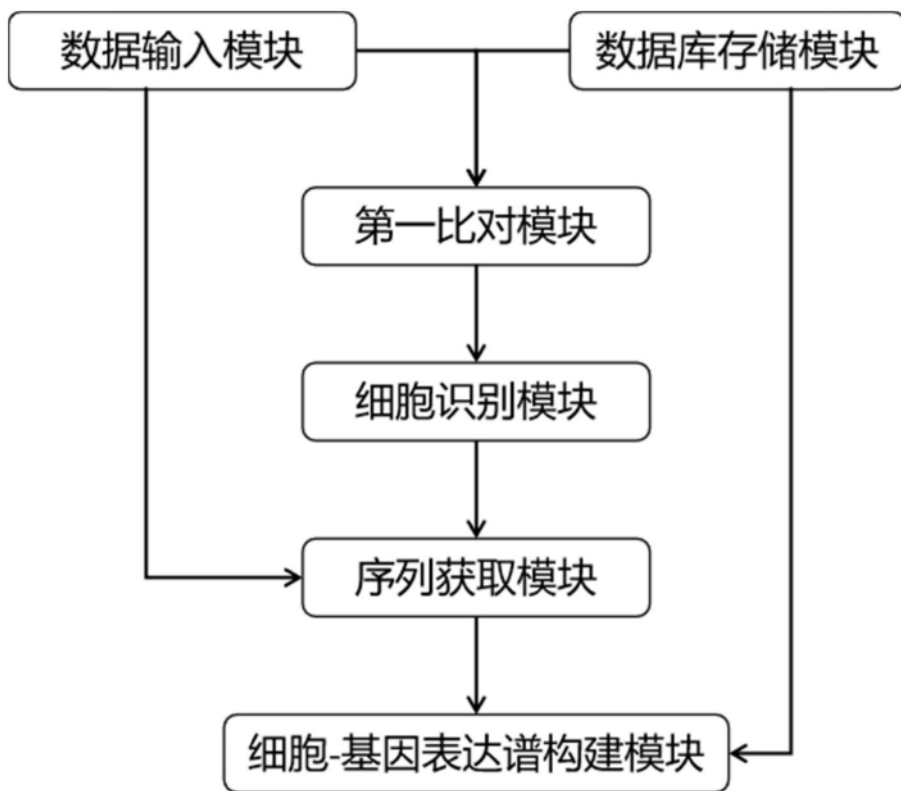 数据输入模块
数据库存储模块
第一比对模块
细胞识别模块
序列获取模块
细胞-基因表达谱构建模块